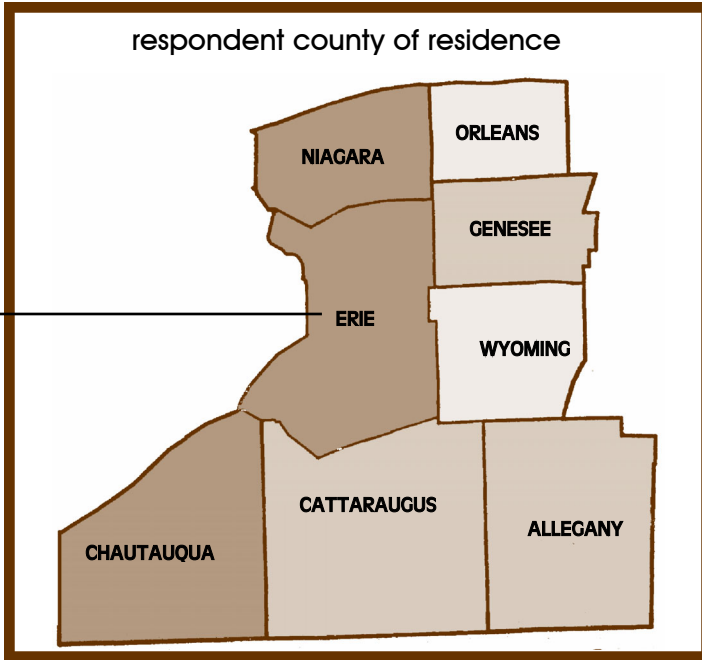 respondent county of residence
ORLEANS
NIAGARA
GENESEE
ERIE
WYOMING
CATTARAUGUS
ALLEGANY
CHAUTAUQUA